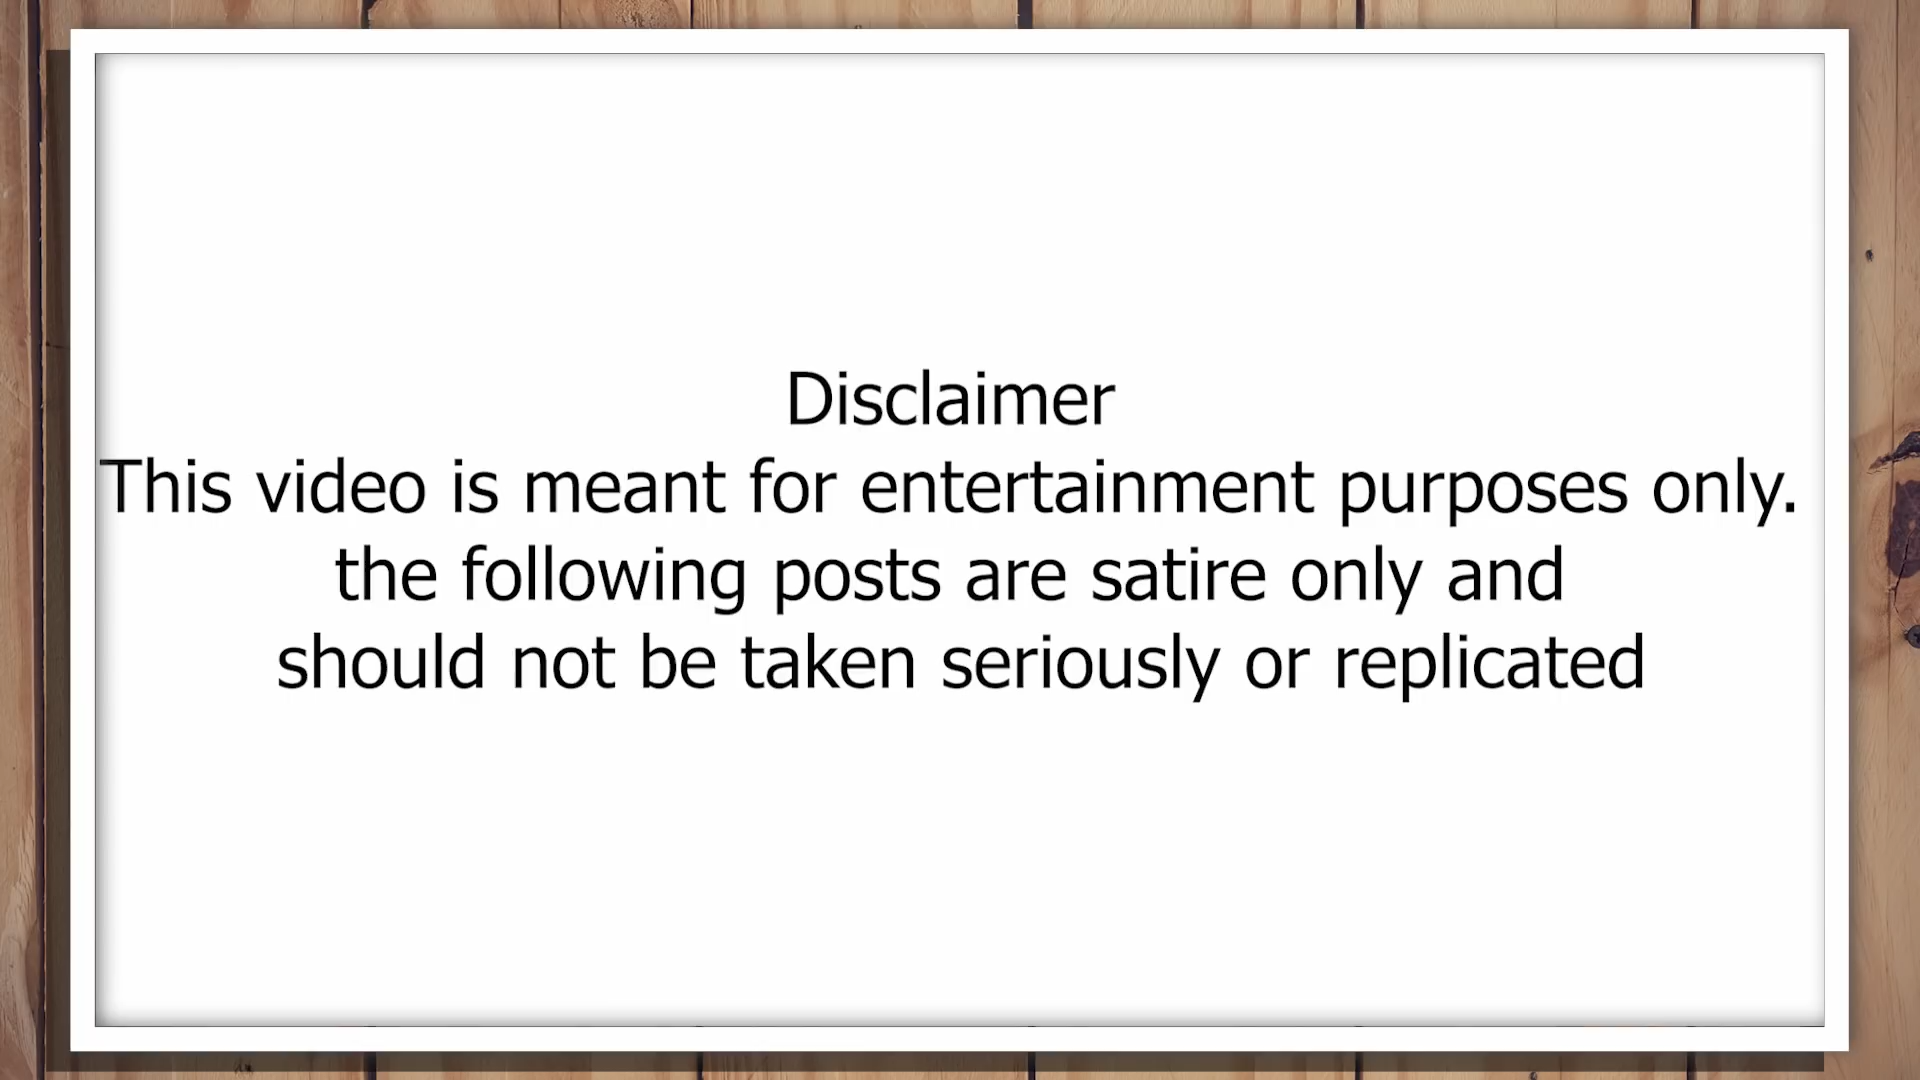 Disclaimer
This video is meant for entertainment purposes only.
the following posts are satire only and
should not be taken seriously or replicated